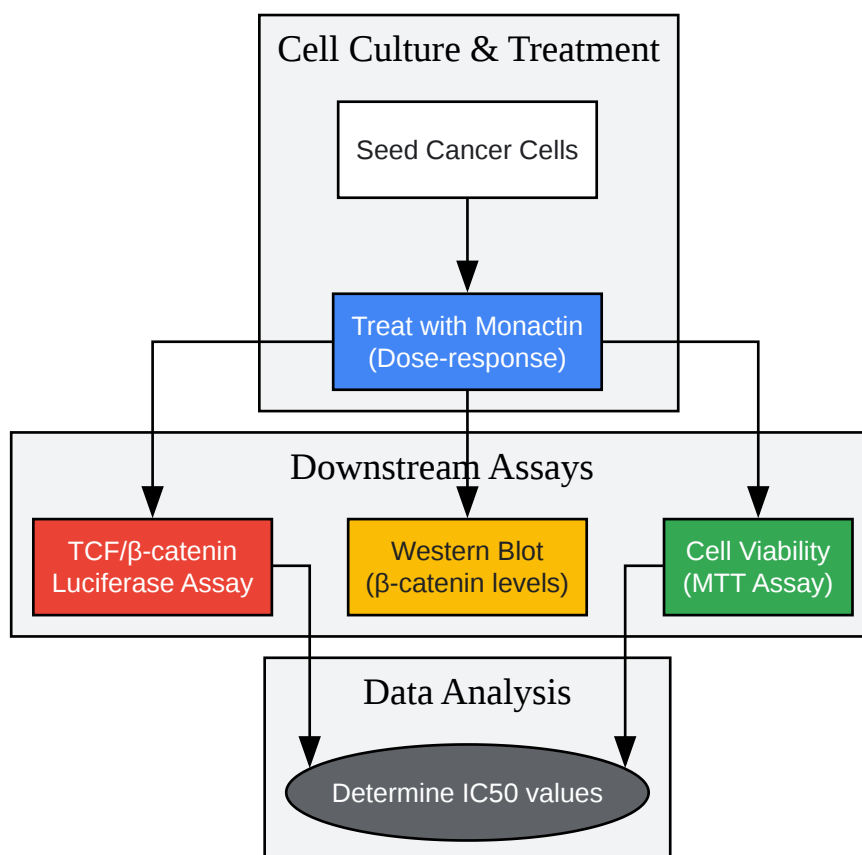 Cell Culture & Treatment
Seed Cancer Cells
Treat with Monactin
(Dose-response)
Downstream Assays
TCF/β-catenin
Luciferase Assay
Western Blot
(β-catenin levels)
Cell Viability
(MTT Assay)
Data Analysis
Determine IC50 values